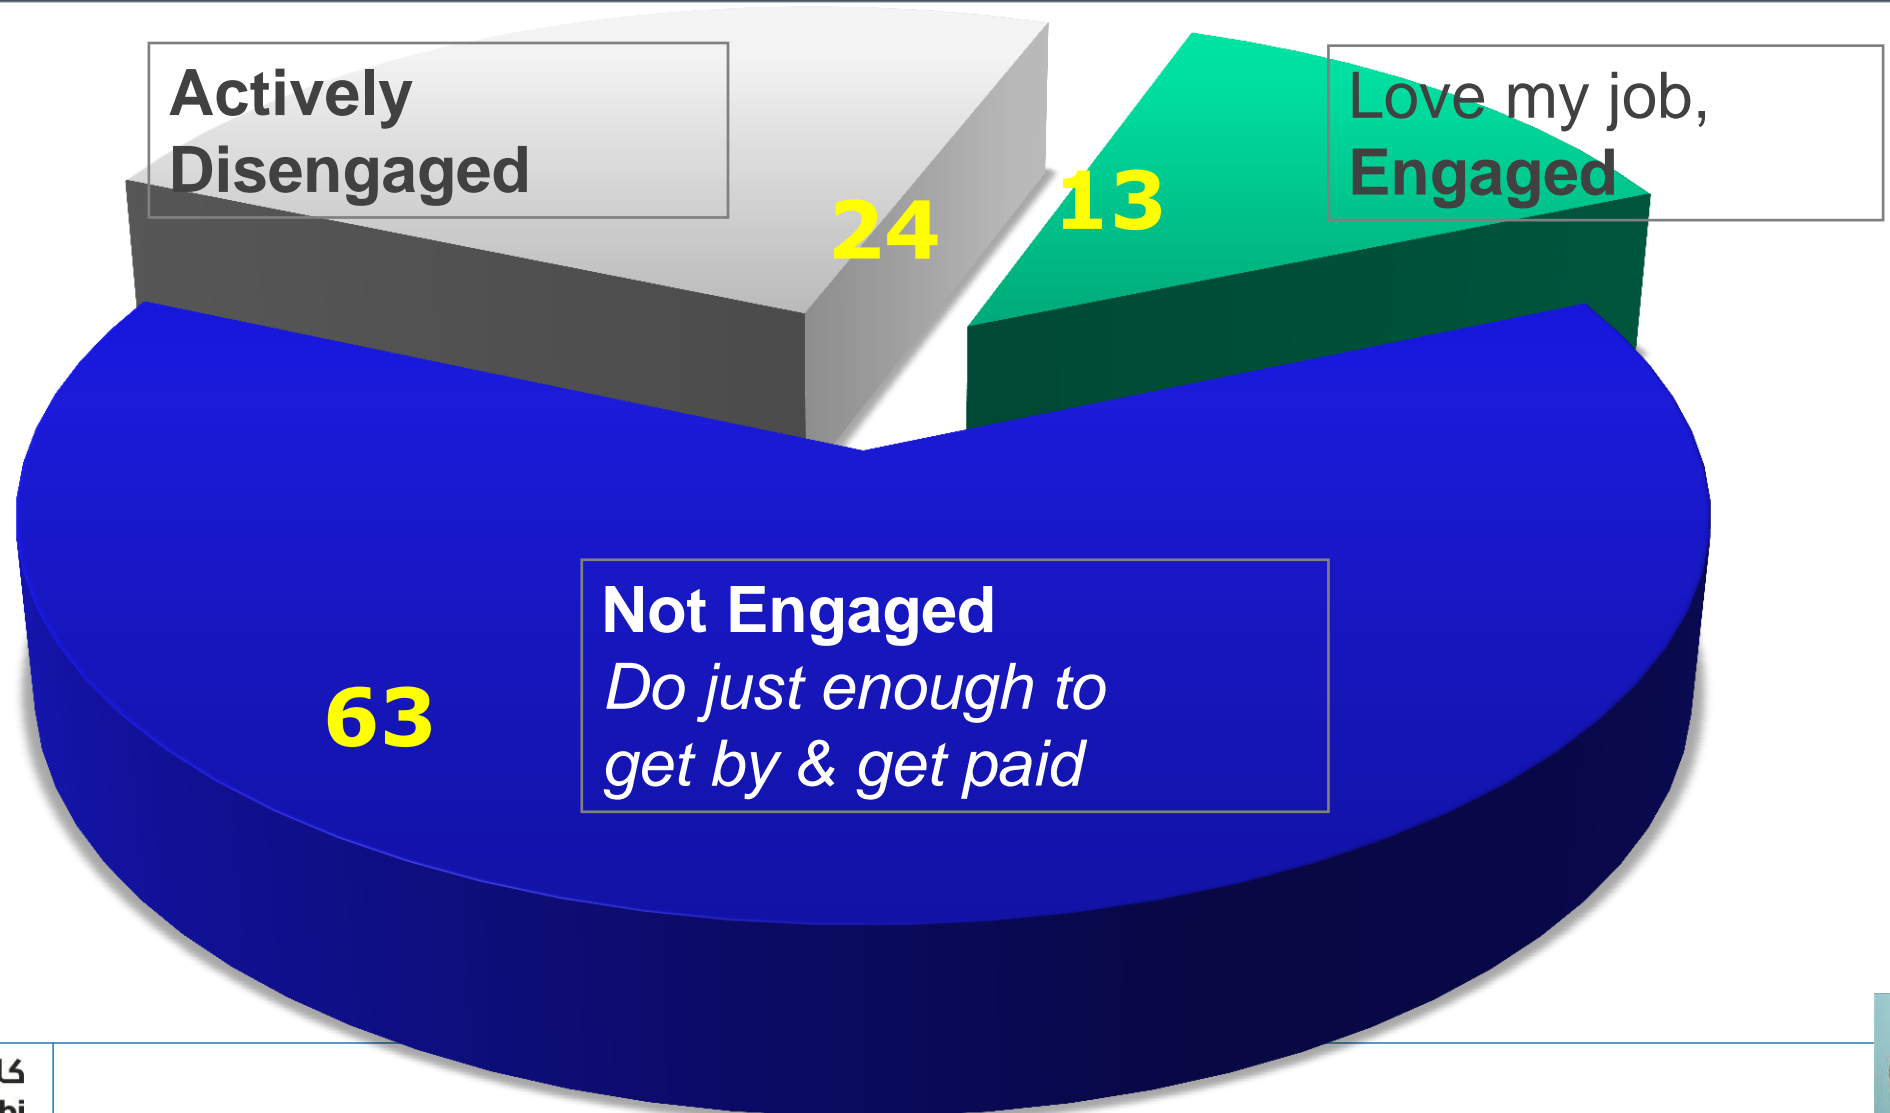 Actively
Disengaged
Love my job,
Engaged
24
13
Not Engaged
Do just enough to
get by & get paid
63